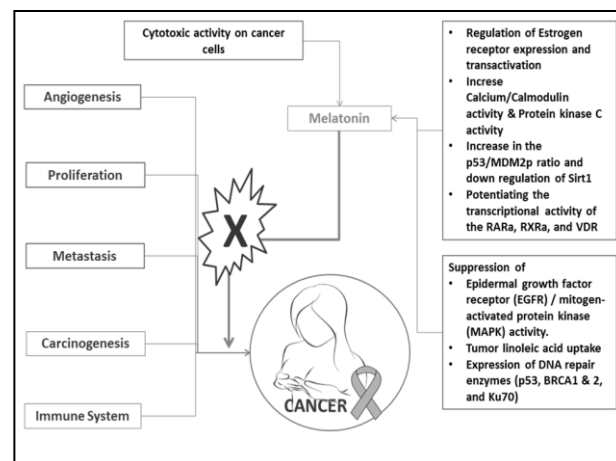 Cytotoxic activity on cancer
cells
Angiogenesis
Proliferation
Metastasis
Carcinogenesis
Immune System
Melatonin
X
CANCER
• Regulation of Estrogen
receptor expression and
transactivation
• Increse
Calcium/Calmodulin
activity & Protein kinase C
activity
• Increase in the
p53/MDM2p ratio and
down regulation of Sirt1
• Potentiating the
transcriptional activity of
the RARa, RXRa, and VDR
Suppression of
• Epidermal growth factor
receptor (EGFR) / mitogen-
activated protein kinase
(MAPK) activity.
• Tumor linoleic acid uptake
• Expression of DNA repair
enzymes (p53, BRCA1 & 2,
and Ku70)